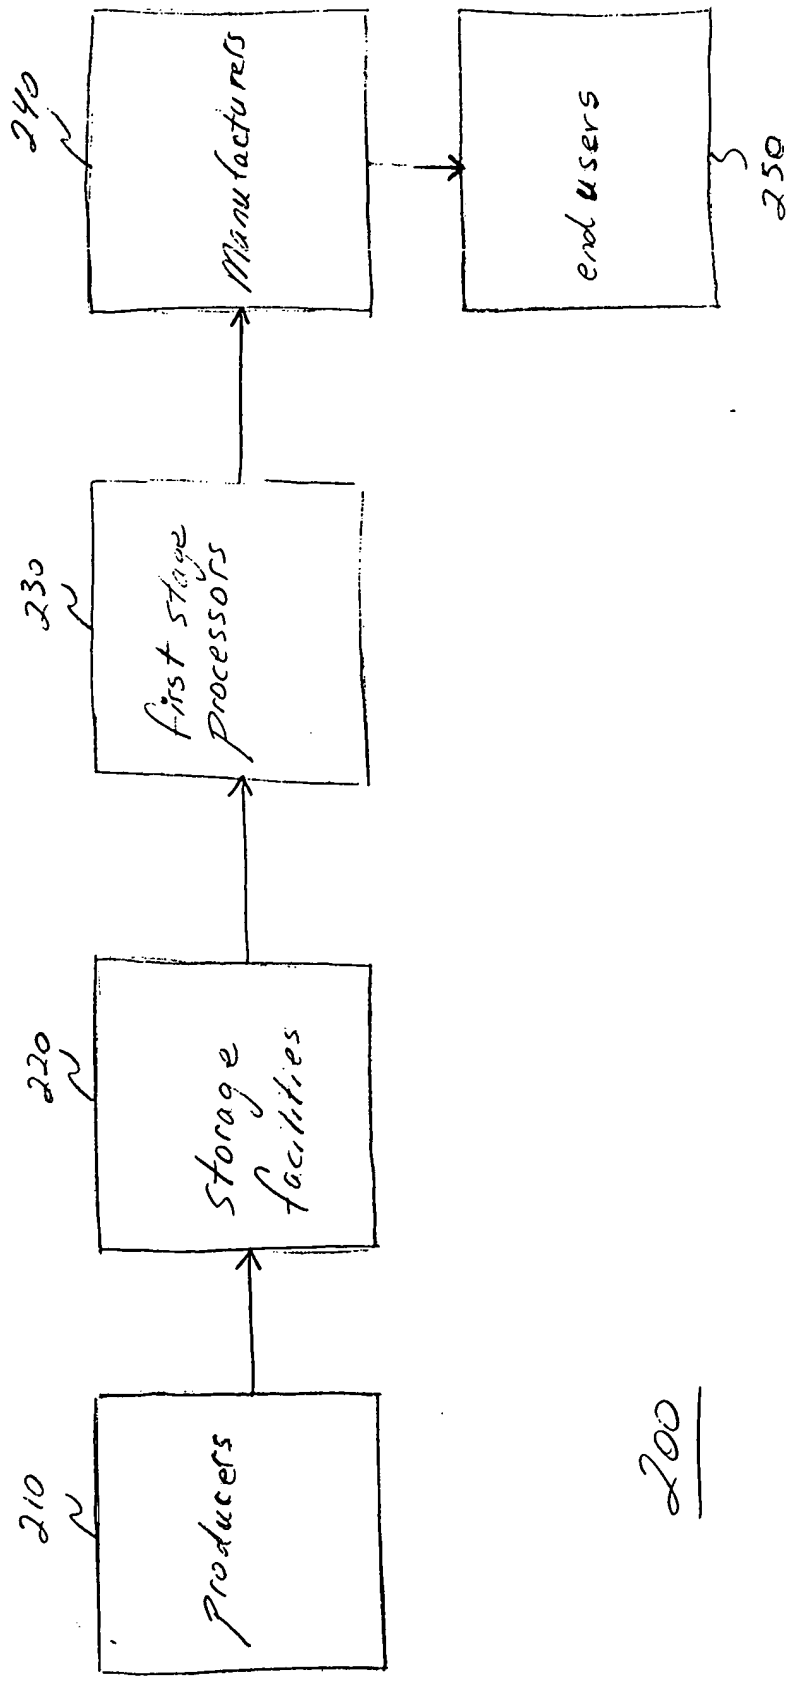 210
Producers
220
Storage
facilities
230
first stage
processors
240
Manufacturers
end users
250
200